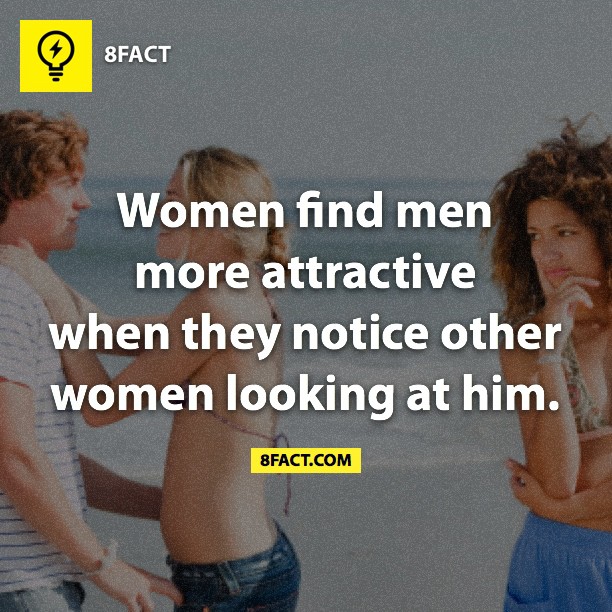 8FACT
Women find men
more attractive
when they notice other
women looking at him.
8FACT.COM